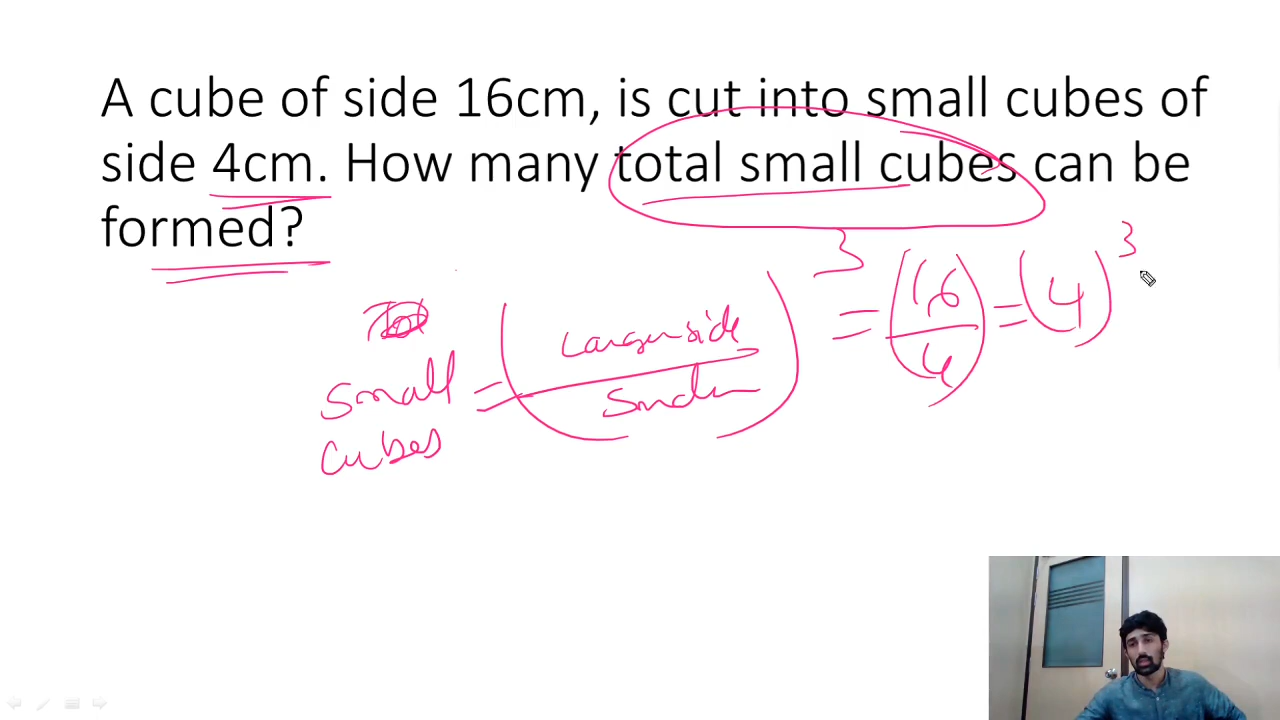 A cube of side 16cm, is cut into small cubes of
side 4cm. How many total small cubes can be
formed?
small cubes = (Larger side / Smaller)³ = (16/4) = (4)³